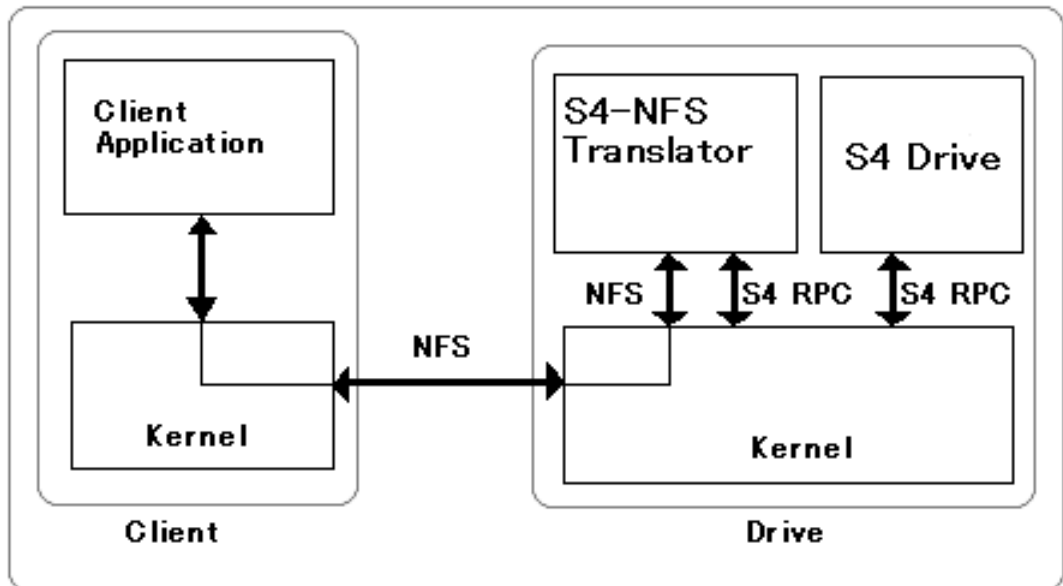 Client
Application
S4-NFS
Translator
S4 Drive
NFS
S4 RPC
S4 RPC
NFS
Kernel
Kernel
Client
Drive